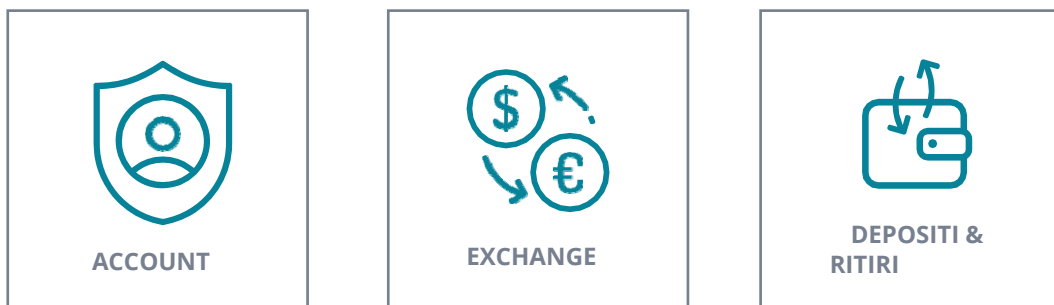 $
€
ACCOUNT
EXCHANGE
DEPOSITI &
RITIRI